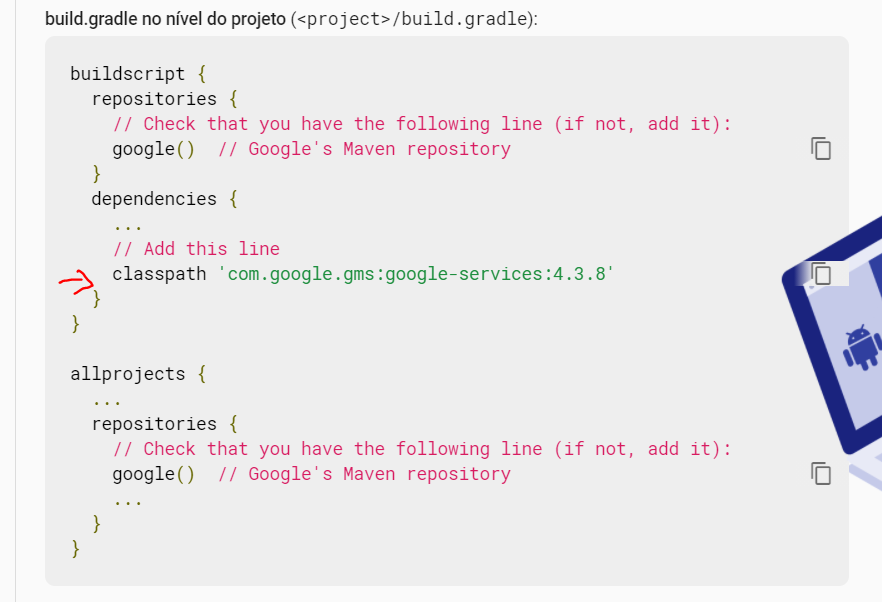 build.gradle no nível do projeto (<project>/build.gradle):
buildscript {
  repositories {
    // Check that you have the following line (if not, add it):
    google()  // Google's Maven repository
  }
  dependencies {
    ...
    // Add this line
    classpath 'com.google.gms:google-services:4.3.8'
  }
}

allprojects {
  ...
  repositories {
    // Check that you have the following line (if not, add it):
    google()  // Google's Maven repository
    ...
  }
}